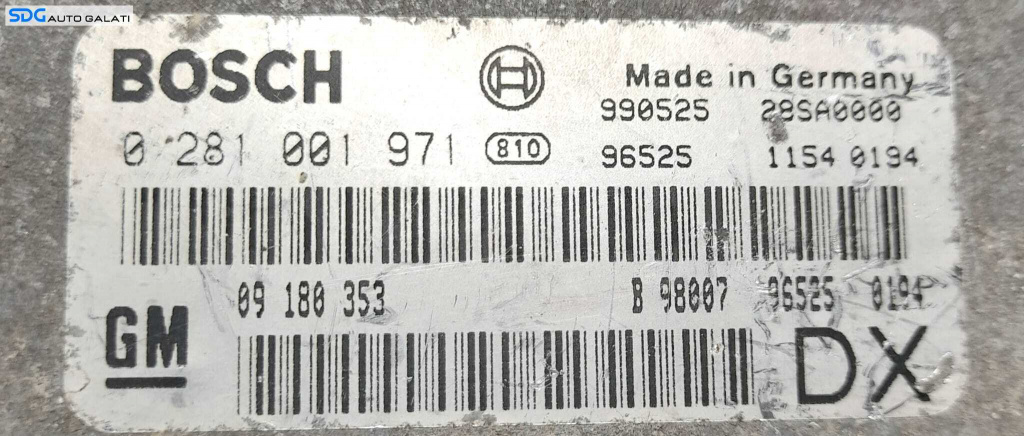 SDG AUTO GALATI
BOSCH
Made in Germany
990525 28SA0000
0 281 001 971 810
96525 1154 0194
09 180 353 B 98007 96525 0194
GM
DX